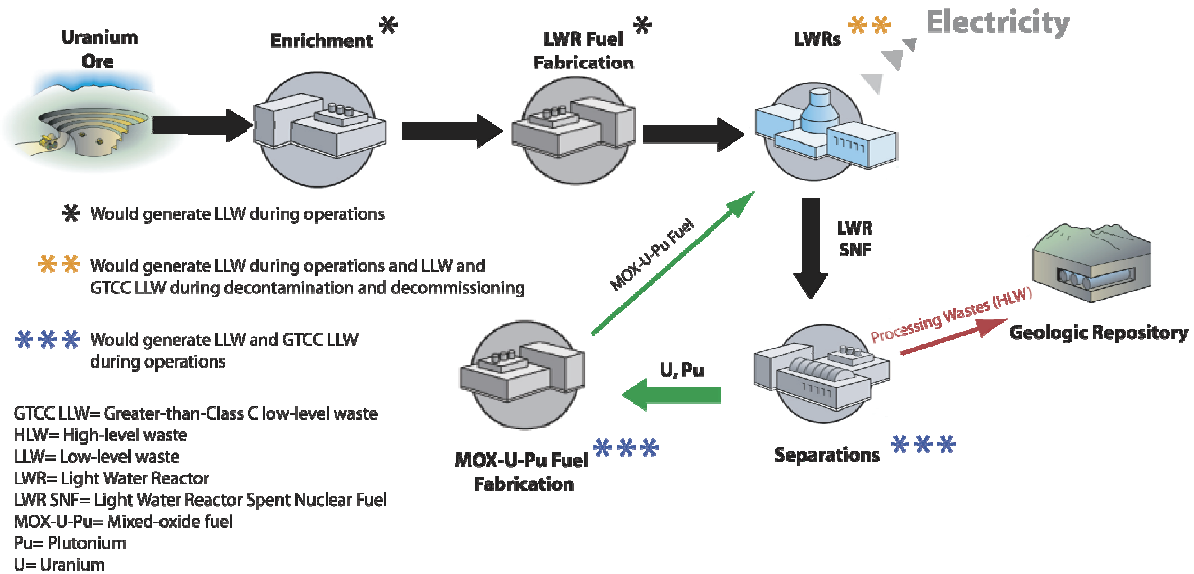 Uranium
Ore
Enrichment *
LWR Fuel *
Fabrication
LWRs **
Electricity
* Would generate LLW during operations
** Would generate LLW during operations and LLW and
GTCC LLW during decontamination and decommissioning
*** Would generate LLW and GTCC LLW
during operations
MOX-U-Pu Fuel
LWR
SNF
Processing Wastes (HLW)
Geologic Repository
U, Pu
MOX-U-Pu Fuel ***
Fabrication
Separations ***
GTCC LLW= Greater-than-Class C low-level waste
HLW= High-level waste
LLW= Low-level waste
LWR= Light Water Reactor
LWR SNF= Light Water Reactor Spent Nuclear Fuel
MOX-U-Pu= Mixed-oxide fuel
Pu= Plutonium
U= Uranium